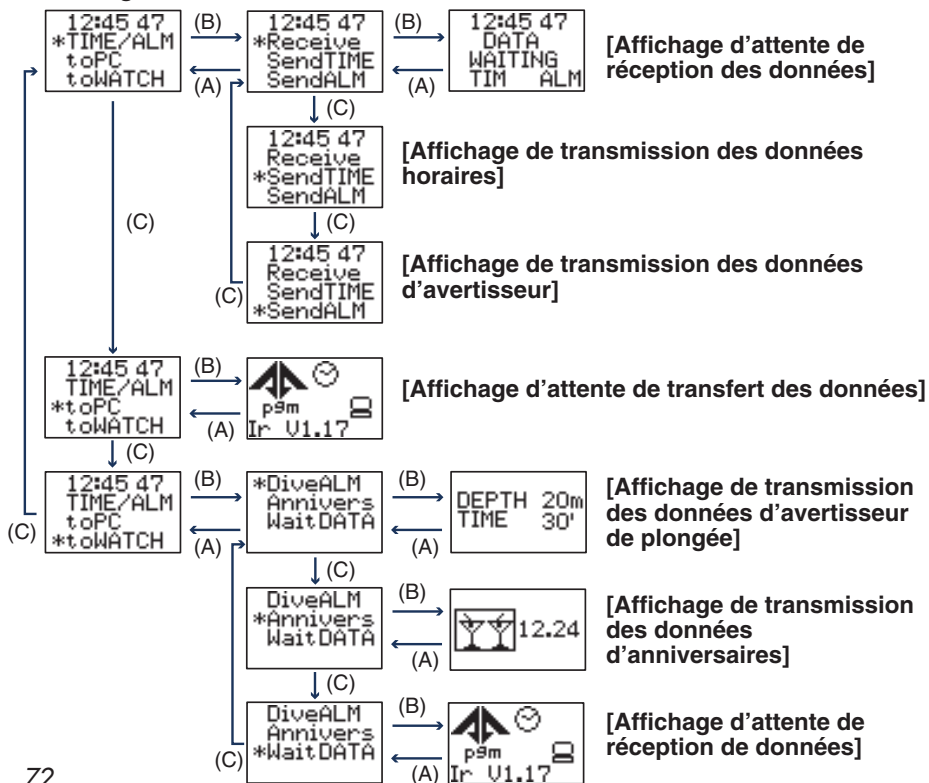 12:45 47
*TIME/ALM
toPC
toWATCH
(B)
(A)
12:45 47
*Receive
SendTIME
SendALM
(B)
(A)
12:45 47
DATA
WAITING
TIM ALM
[Affichage d'attente de
réception des données]
(C)
12:45 47
Receive
*SendTIME
SendALM
[Affichage de transmission des données
horaires]
(C)
(C)
12:45 47
Receive
SendTIME
*SendALM
(C)
[Affichage de transmission des données
d'avertisseur]
12:45 47
TIME/ALM
*toPC
toWATCH
(B)
(A)
p9m
Ir V1.17
[Affichage d'attente de transfert des données]
(C)
12:45 47
TIME/ALM
toPC
*toWATCH
(C)
(B)
(A)
*DiveALM
Annivers
WaitDATA
(B)
(A)
DEPTH 20m
TIME 30'
[Affichage de transmission
des données d'avertisseur
de plongée]
(C)
DiveALM
*Annivers
WaitDATA
(B)
(A)
12.24
[Affichage de transmission
des données
d'anniversaires]
(C)
DiveALM
Annivers
*WaitDATA
(C)
(B)
(A)
p9m
Ir V1.17
[Affichage d'attente de
réception de données]
72